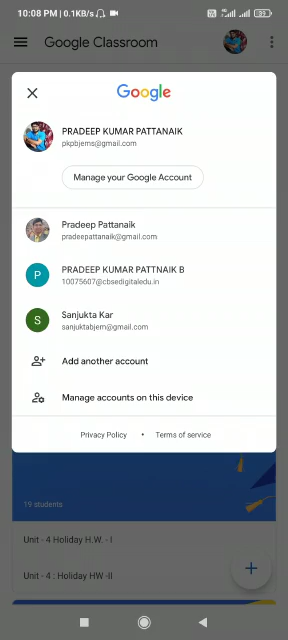 10:08 PM | 0.1KB/s
89
Google Classroom
Google
PRADEEP KUMAR PATTANAIK
pkpbjems@gmail.com
Manage your Google Account
Pradeep Pattanaik
pradeepattanaik@gmail.com
P
PRADEEP KUMAR PATTNAIK B
10075607@cbsedigitaledu.in
S
Sanjukta Kar
sanjuktabjem@gmail.com
Add another account
Manage accounts on this device
Privacy Policy • Terms of service
19 students
Unit - 4 Holiday H.W. - I
Unit - 4 : Holiday HW -II